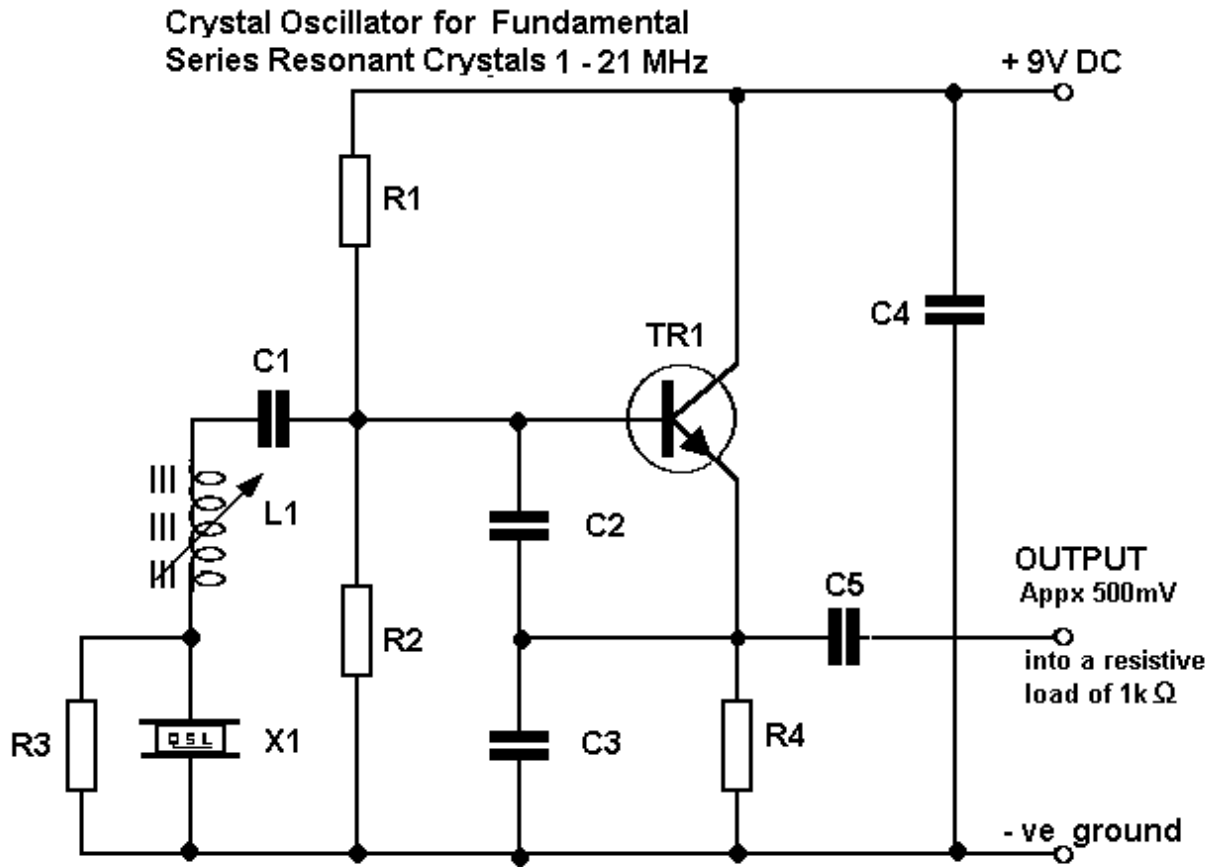 Crystal Oscillator for Fundamental
Series Resonant Crystals 1 - 21 MHz
+ 9V DC
R1
C4
TR1
C1
L1
C2
OUTPUT
Appx 500mV
C5
R2
into a resistive
load of 1k Ω
R3
QSL
X1
C3
R4
- ve ground